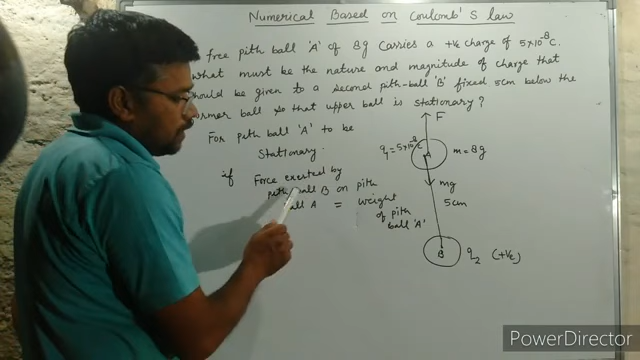 Numerical Based on Coulomb's law
free pith ball 'A' of 8g carries a +ve charge of 5×10⁻⁸C.
what must be the nature and magnitude of charge that
should be given to a second pith-ball 'B' fixed 5cm below the
former ball so that upper ball is stationary?
For pith ball 'A' to be
stationary.
if Force exerted by
pith ball B on pith
ball A = weight
of pith
ball 'A'
F
q₁=5×10⁻⁸C
A
m=8g
mg
5cm
B
q₂ (+ve)
PowerDirector